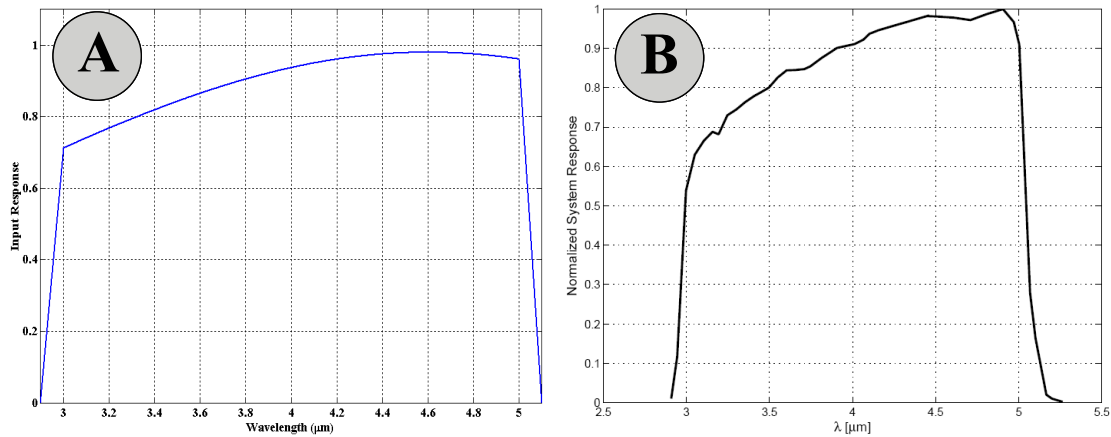 A
1
0.8
0.6
0.4
0.2
0
Input Response
3 3.2 3.4 3.6 3.8 4 4.2 4.4 4.6 4.8 5
Wavelength (μm)
B
1
0.9
0.8
0.7
0.6
0.5
0.4
0.3
0.2
0.1
0
Normalized System Response
2.5 3 3.5 4 4.5 5 5.5
λ [μm]